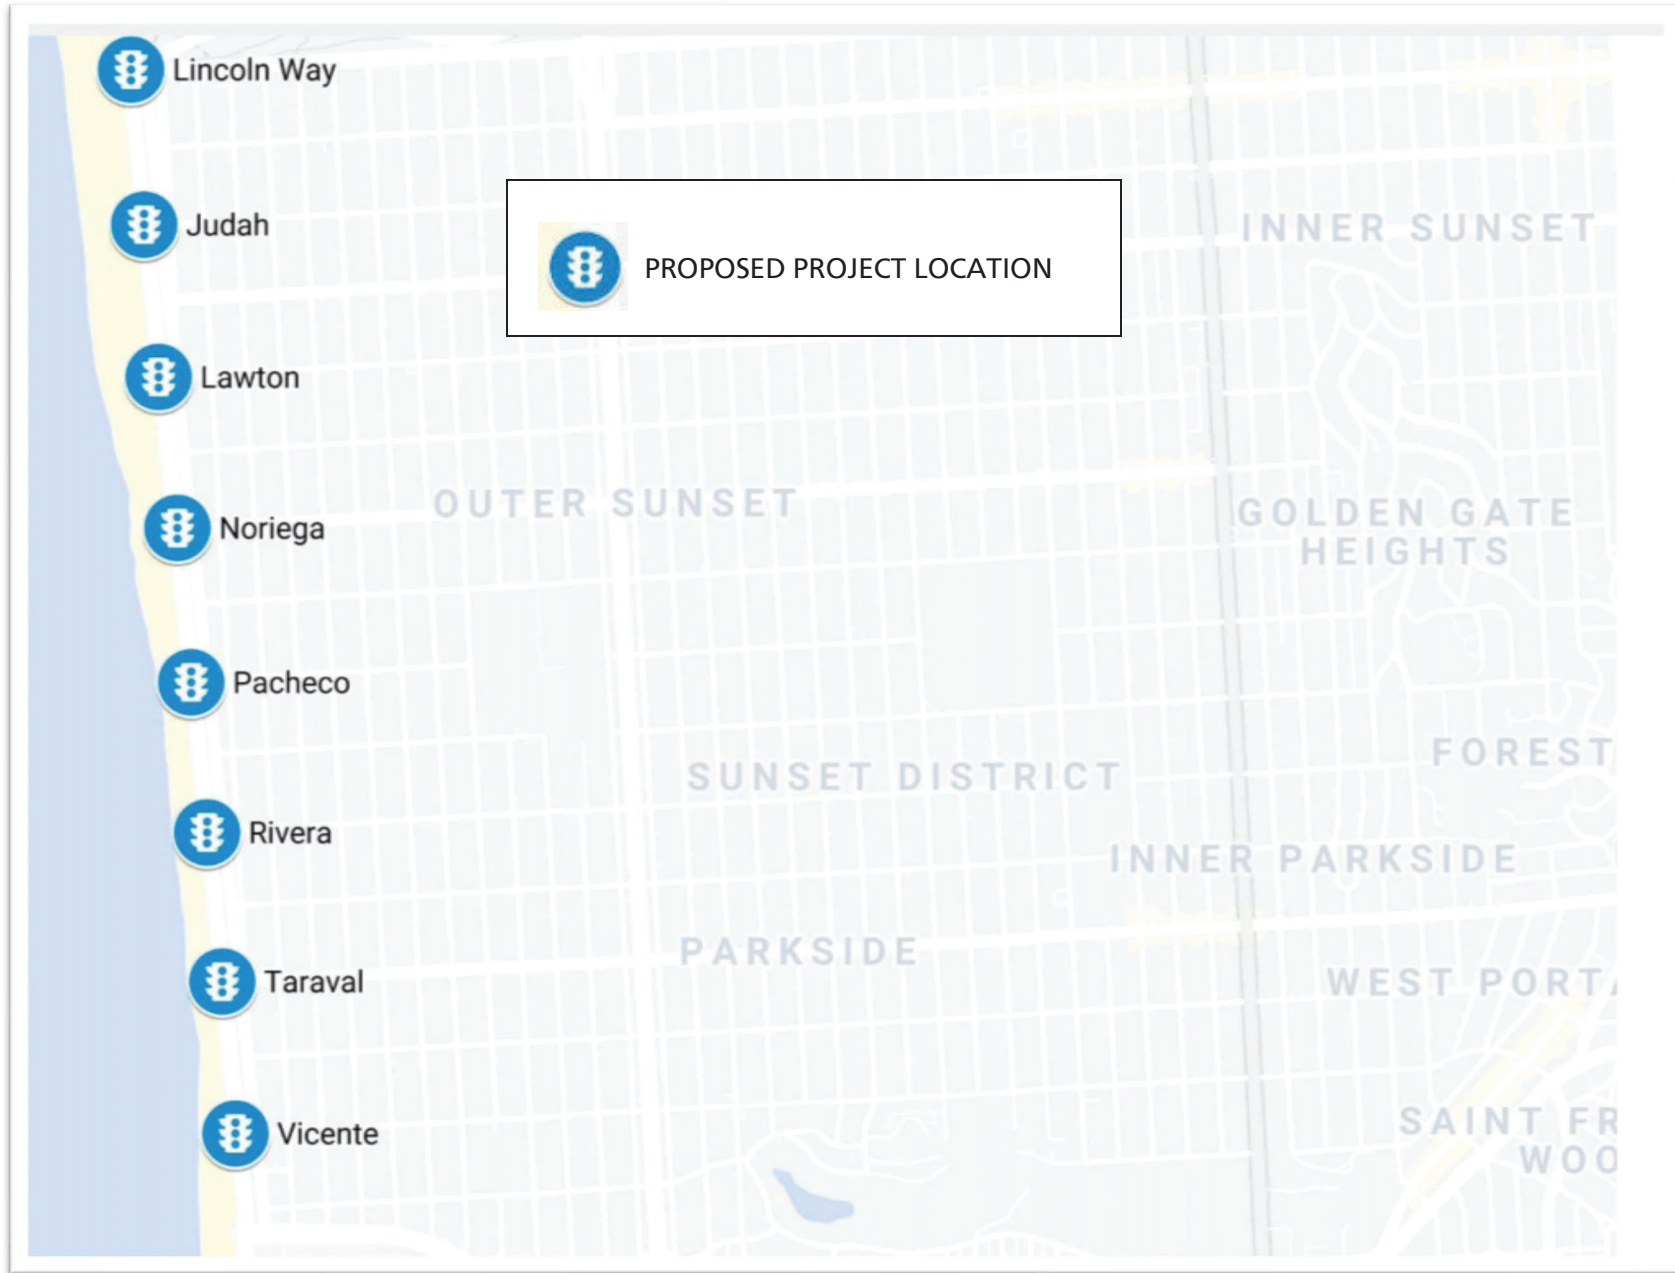 Lincoln Way
Judah
PROPOSED PROJECT LOCATION
INNER SUNSET
Lawton
Noriega
OUTER SUNSET
GOLDEN GATE
HEIGHTS
Pacheco
FOREST
SUNSET DISTRICT
Rivera
INNER PARKSIDE
PARKSIDE
Taraval
WEST PORTA
Vicente
SAINT FR
WOO